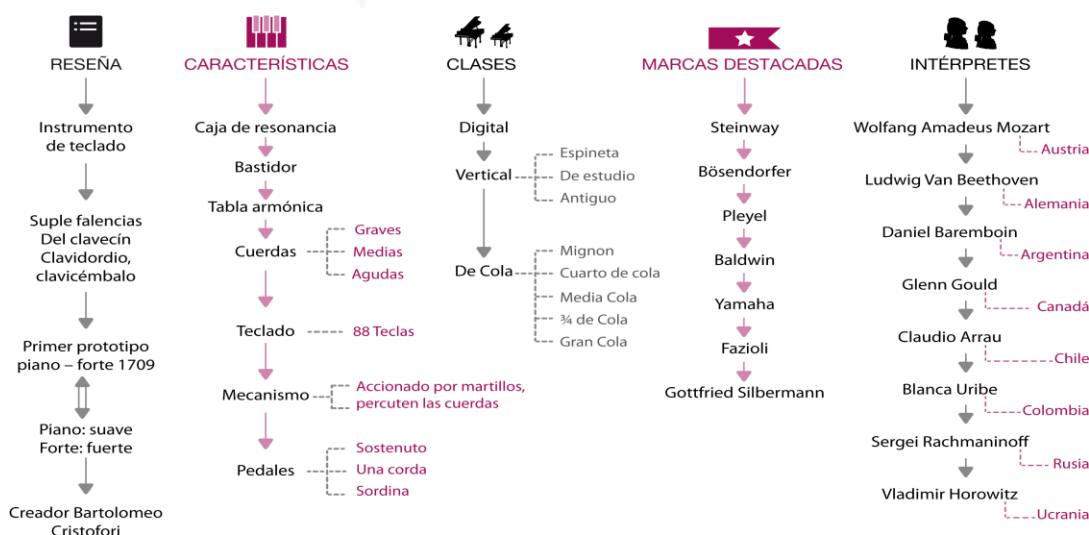 RESEÑA
Instrumento
de teclado
Suple falencias
Del clavecín
Clavidordio,
clavicémbalo
Primer prototipo
piano – forte 1709
Piano: suave
Forte: fuerte
Creador Bartolomeo
Cristofori
CARACTERÍSTICAS
Caja de resonancia
Bastidor
Tabla armónica
Cuerdas
Graves
Medias
Agudas
Teclado
88 Teclas
Mecanismo
Accionado por martillos,
percuten las cuerdas
Pedales
Sostenuto
Una corda
Sordina
CLASES
Digital
Vertical
Espineta
De estudio
Antiguo
De Cola
Mignon
Cuarto de cola
Media Cola
¾ de Cola
Gran Cola
MARCAS DESTACADAS
Steinway
Bösendorfer
Pleyel
Baldwin
Yamaha
Fazioli
Gottfried Silbermann
INTÉRPRETES
Wolfang Amadeus Mozart
Austria
Ludwig Van Beethoven
Alemania
Daniel Baremboin
Argentina
Glenn Gould
Canadá
Claudio Arrau
Chile
Blanca Uribe
Colombia
Sergei Rachmaninoff
Rusia
Vladimir Horowitz
Ucrania